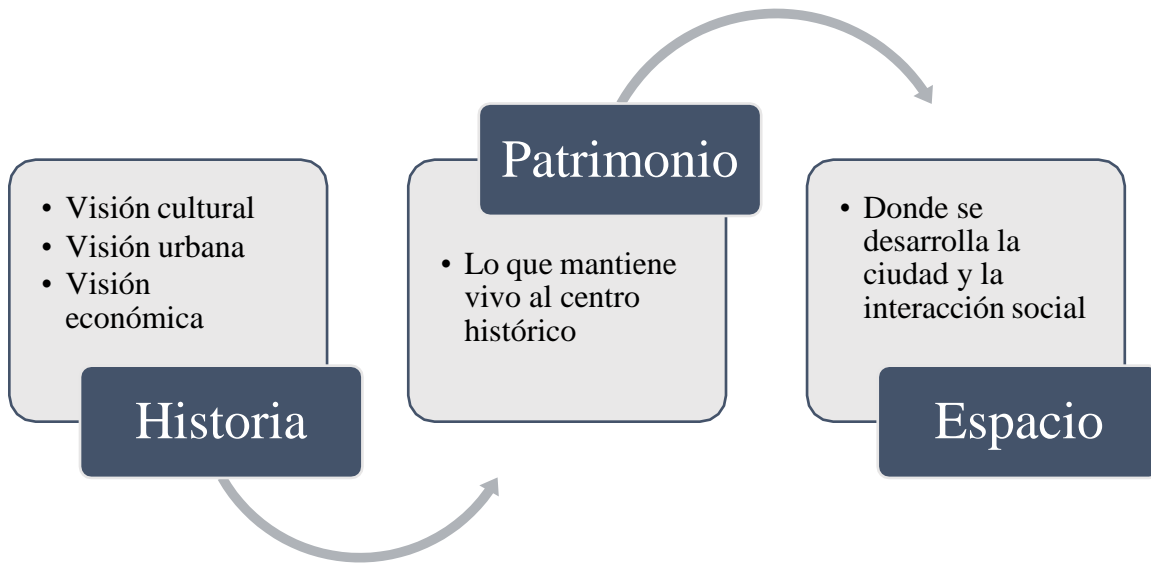 • Visión cultural
• Visión urbana
• Visión
económica
Historia
Patrimonio
• Lo que mantiene
vivo al centro
histórico
• Donde se
desarrolla la
ciudad y la
interacción social
Espacio